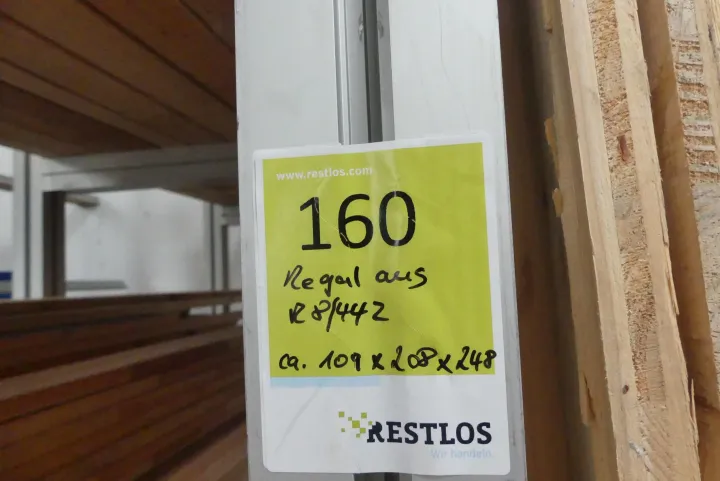 www.restlos.com
160
Regal aus
R8/442
ca. 109 x 208 x 248
RESTLOS
Wir handeln.